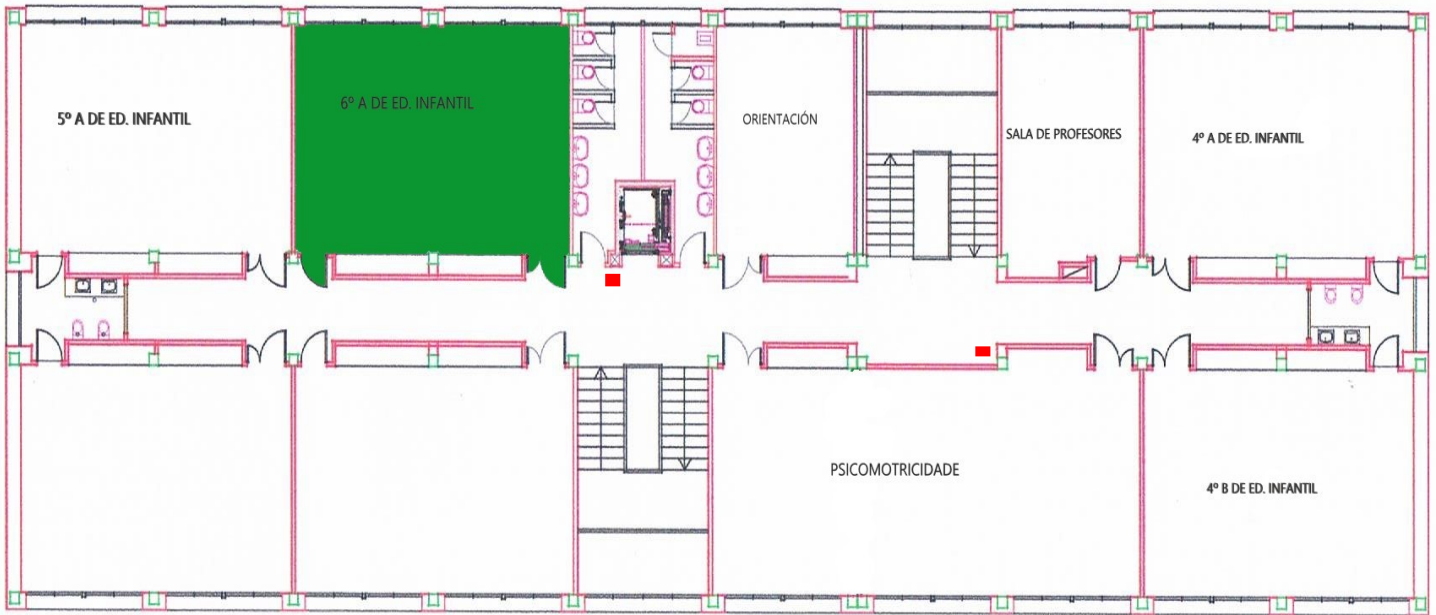 5º A DE ED. INFANTIL
6º A DE ED. INFANTIL
ORIENTACIÓN
SALA DE PROFESORES
4º A DE ED. INFANTIL
PSICOMOTRICIDADE
4º B DE ED. INFANTIL